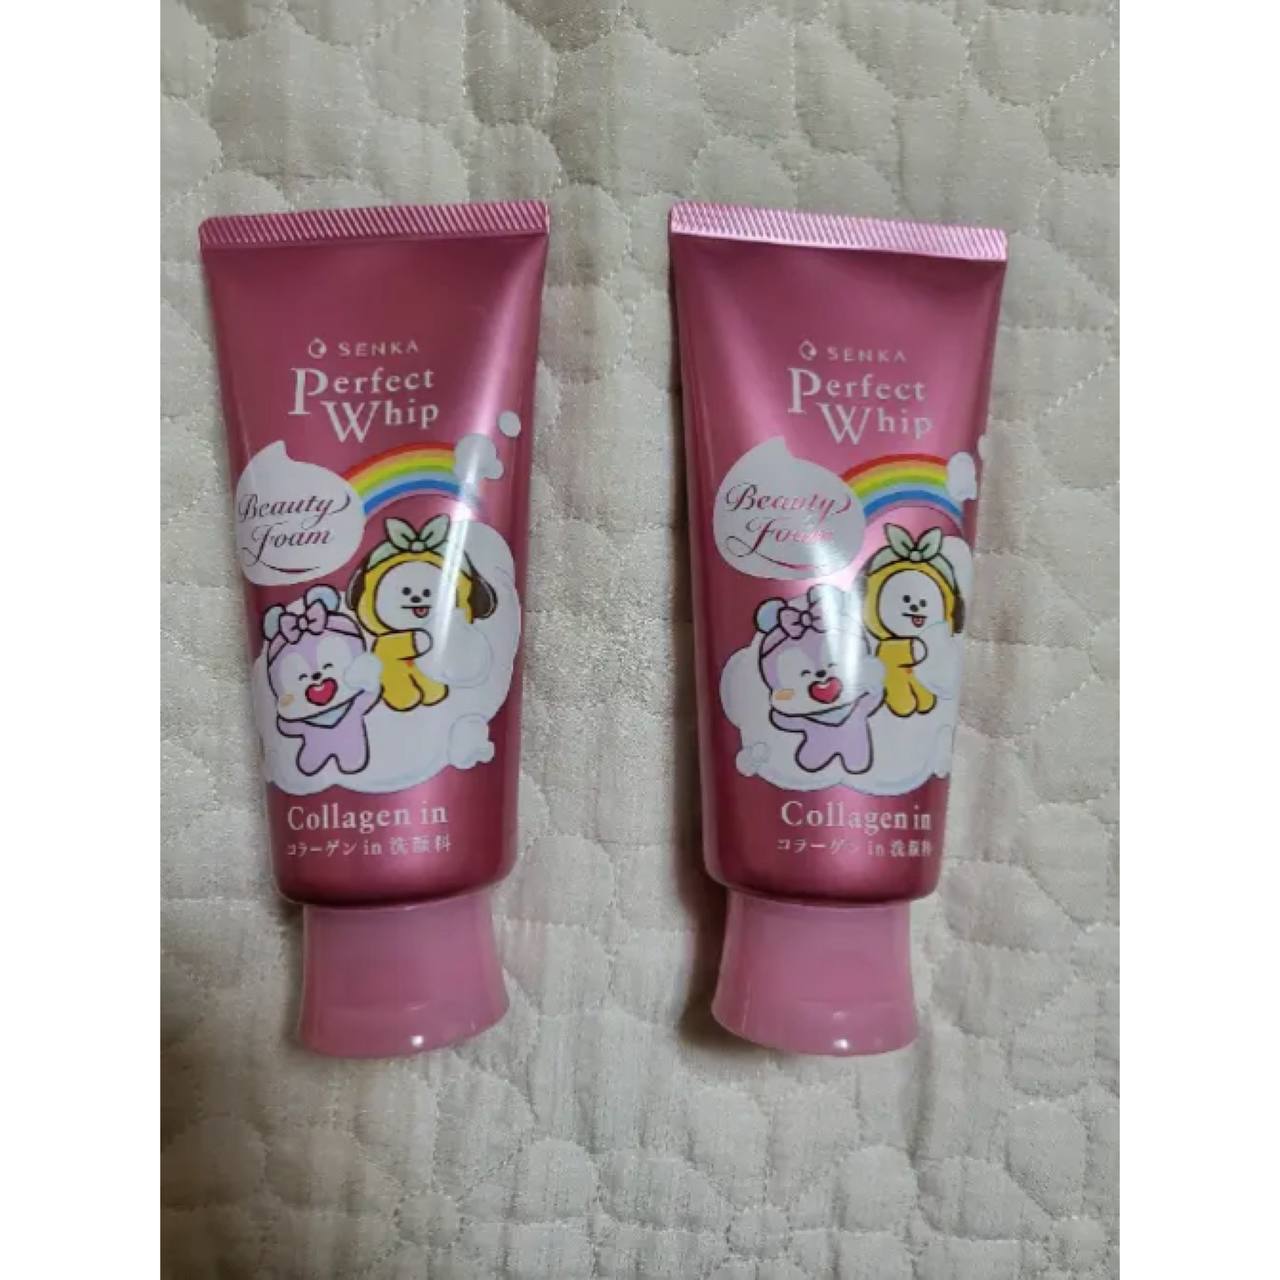 SENKA
Perfect
Whip
Beauty
Foam
Collagen in
コラーゲン in 洗顔料
SENKA
Perfect
Whip
Beauty
Foam
Collagen in
コラーゲン in 洗顔料